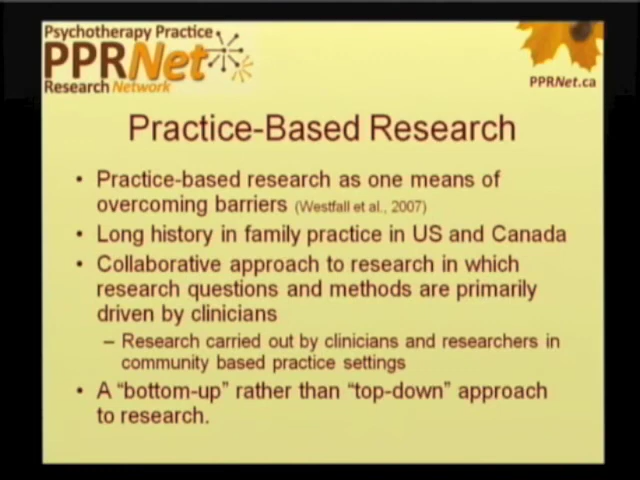 Psychotherapy Practice
PPRNet
Research Network
PPRNet.ca
Practice-Based Research
• Practice-based research as one means of
overcoming barriers (Westfall et al., 2007)
• Long history in family practice in US and Canada
• Collaborative approach to research in which
research questions and methods are primarily
driven by clinicians
– Research carried out by clinicians and researchers in
community based practice settings
• A “bottom-up” rather than “top-down” approach
to research.